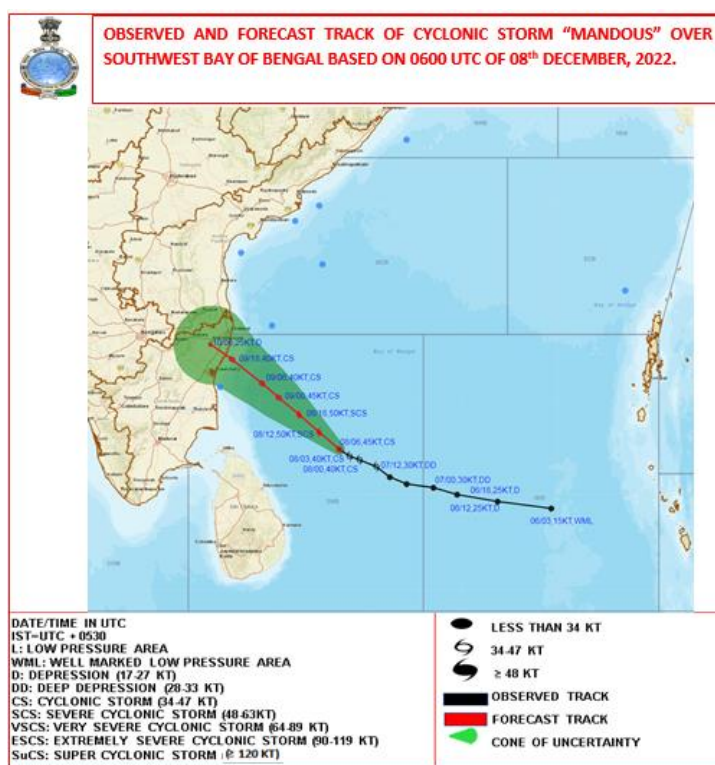 OBSERVED AND FORECAST TRACK OF CYCLONIC STORM “MANDOUS” OVER
SOUTHWEST BAY OF BENGAL BASED ON 0600 UTC OF 08th DECEMBER, 2022.
Bay of Bengal
Bay of Bengal
09/18,40KT,CS
09/06,40KT,CS
09/00,45KT,CS
08/18,50KT,SCS
08/12,50KT,SCS
08/06,45KT,CS
08/03,40KT,CS
08/00,40KT,CS
07/12,30KT,DD
07/00,30KT,DD
06/18,25KT,D
06/12,25KT,D
06/03,15KT,WML
DATE/TIME IN UTC
IST=UTC + 0530
L: LOW PRESSURE AREA
WML: WELL MARKED LOW PRESSURE AREA
D: DEPRESSION (17-27 KT)
DD: DEEP DEPRESSION (28-33 KT)
CS: CYCLONIC STORM (34-47 KT)
SCS: SEVERE CYCLONIC STORM (48-63KT)
VSCS: VERY SEVERE CYCLONIC STORM (64-89 KT)
ESCS: EXTREMELY SEVERE CYCLONIC STORM (90-119 KT)
SuCS: SUPER CYCLONIC STORM (≥ 120 KT)
LESS THAN 34 KT
34-47 KT
≥ 48 KT
OBSERVED TRACK
FORECAST TRACK
CONE OF UNCERTAINTY